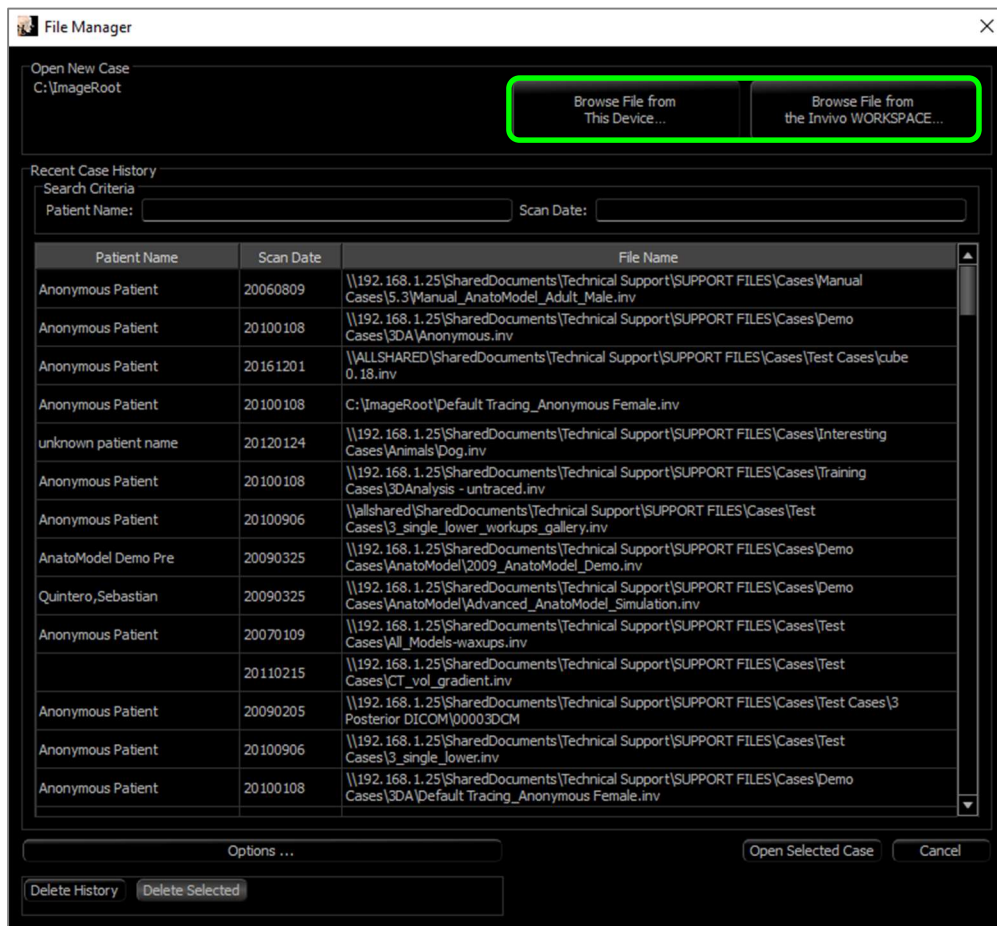 File Manager
Open New Case
C:\ImageRoot
Browse File from
This Device...
Browse File from
the Invivo WORKSPACE...
Recent Case History
Search Criteria
Patient Name:
Scan Date:
Patient Name Scan Date File Name
Anonymous Patient 20060809 \\192.168.1.25\SharedDocuments\Technical Support\SUPPORT FILES\Cases\Manual
Cases\5.3\Manual_AnatoModel_Adult_Male.inv
Anonymous Patient 20100108 \\192.168.1.25\SharedDocuments\Technical Support\SUPPORT FILES\Cases\Demo
Cases\3DA\Anonymous.inv
Anonymous Patient 20161201 \\ALLSHARED\SharedDocuments\Technical Support\SUPPORT FILES\Cases\Test Cases\cube
0.18.inv
Anonymous Patient 20100108 C:\ImageRoot\Default Tracing_Anonymous Female.inv
unknown patient name 20120124 \\192.168.1.25\SharedDocuments\Technical Support\SUPPORT FILES\Cases\Interesting
Cases\Animals\Dog.inv
Anonymous Patient 20100108 \\192.168.1.25\SharedDocuments\Technical Support\SUPPORT FILES\Cases\Training
Cases\3DAnalysis - untraced.inv
Anonymous Patient 20100906 \\allshared\SharedDocuments\Technical Support\SUPPORT FILES\Cases\Test
Cases\3_single_lower_workups_gallery.inv
AnatoModel Demo Pre 20090325 \\192.168.1.25\SharedDocuments\Technical Support\SUPPORT FILES\Cases\Demo
Cases\AnatoModel\2009_AnatoModel_Demo.inv
Quintero,Sebastian 20090325 \\192.168.1.25\SharedDocuments\Technical Support\SUPPORT FILES\Cases\Demo
Cases\AnatoModel\Advanced_AnatoModel_Simulation.inv
Anonymous Patient 20070109 \\192.168.1.25\SharedDocuments\Technical Support\SUPPORT FILES\Cases\Test
Cases\All_Models-waxups.inv
20110215 \\192.168.1.25\SharedDocuments\Technical Support\SUPPORT FILES\Cases\Test
Cases\CT_vol_gradient.inv
Anonymous Patient 20090205 \\192.168.1.25\SharedDocuments\Technical Support\SUPPORT FILES\Cases\Test Cases\3
Posterior DICOM\00003DCM
Anonymous Patient 20100906 \\192.168.1.25\SharedDocuments\Technical Support\SUPPORT FILES\Cases\Test
Cases\3_single_lower.inv
Anonymous Patient 20100108 \\192.168.1.25\SharedDocuments\Technical Support\SUPPORT FILES\Cases\Demo
Cases\3DA\Default Tracing_Anonymous Female.inv
Options ...
Open Selected Case
Cancel
Delete History
Delete Selected